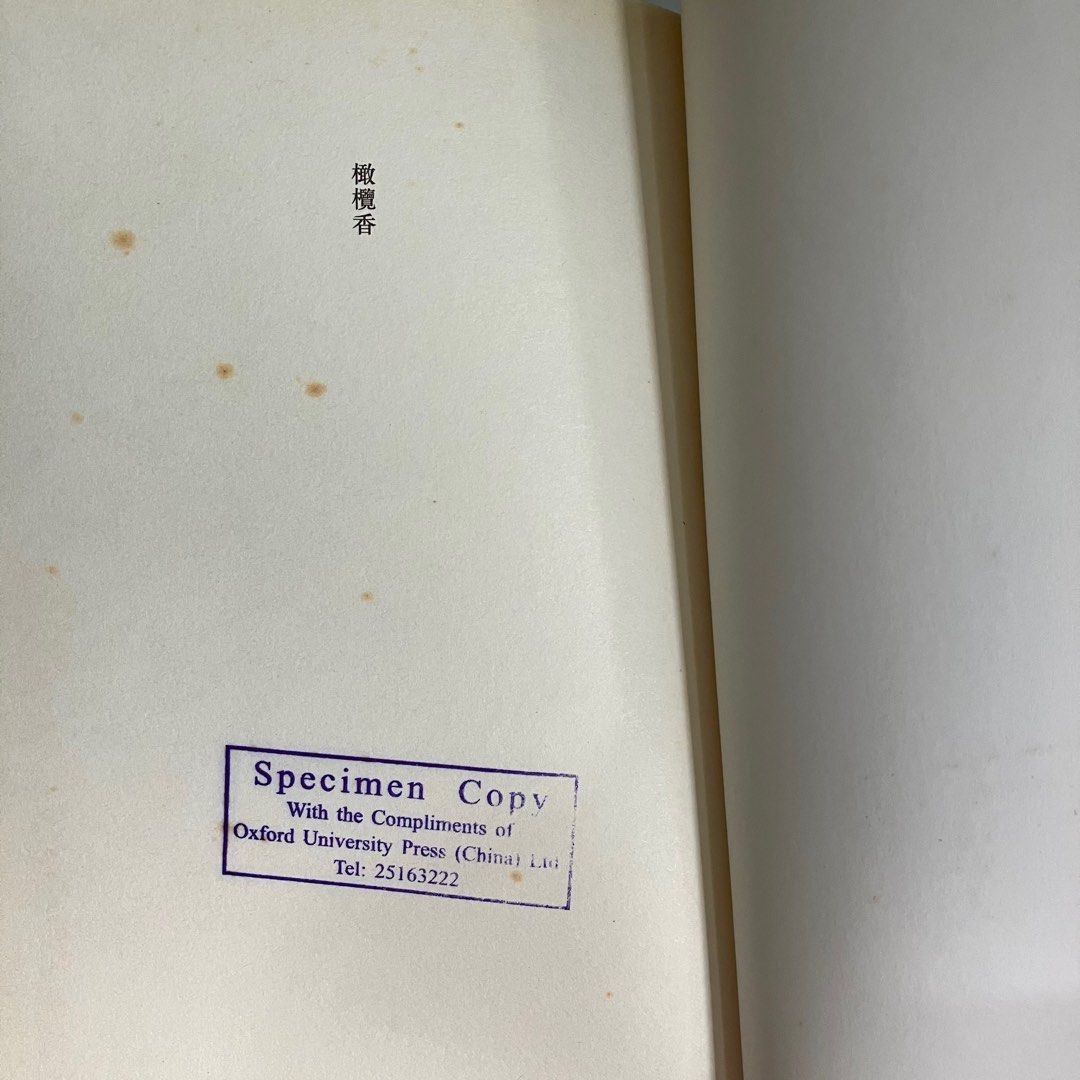 橄欖香
Specimen Copy
With the Compliments of
Oxford University Press (China) Ltd
Tel: 25163222